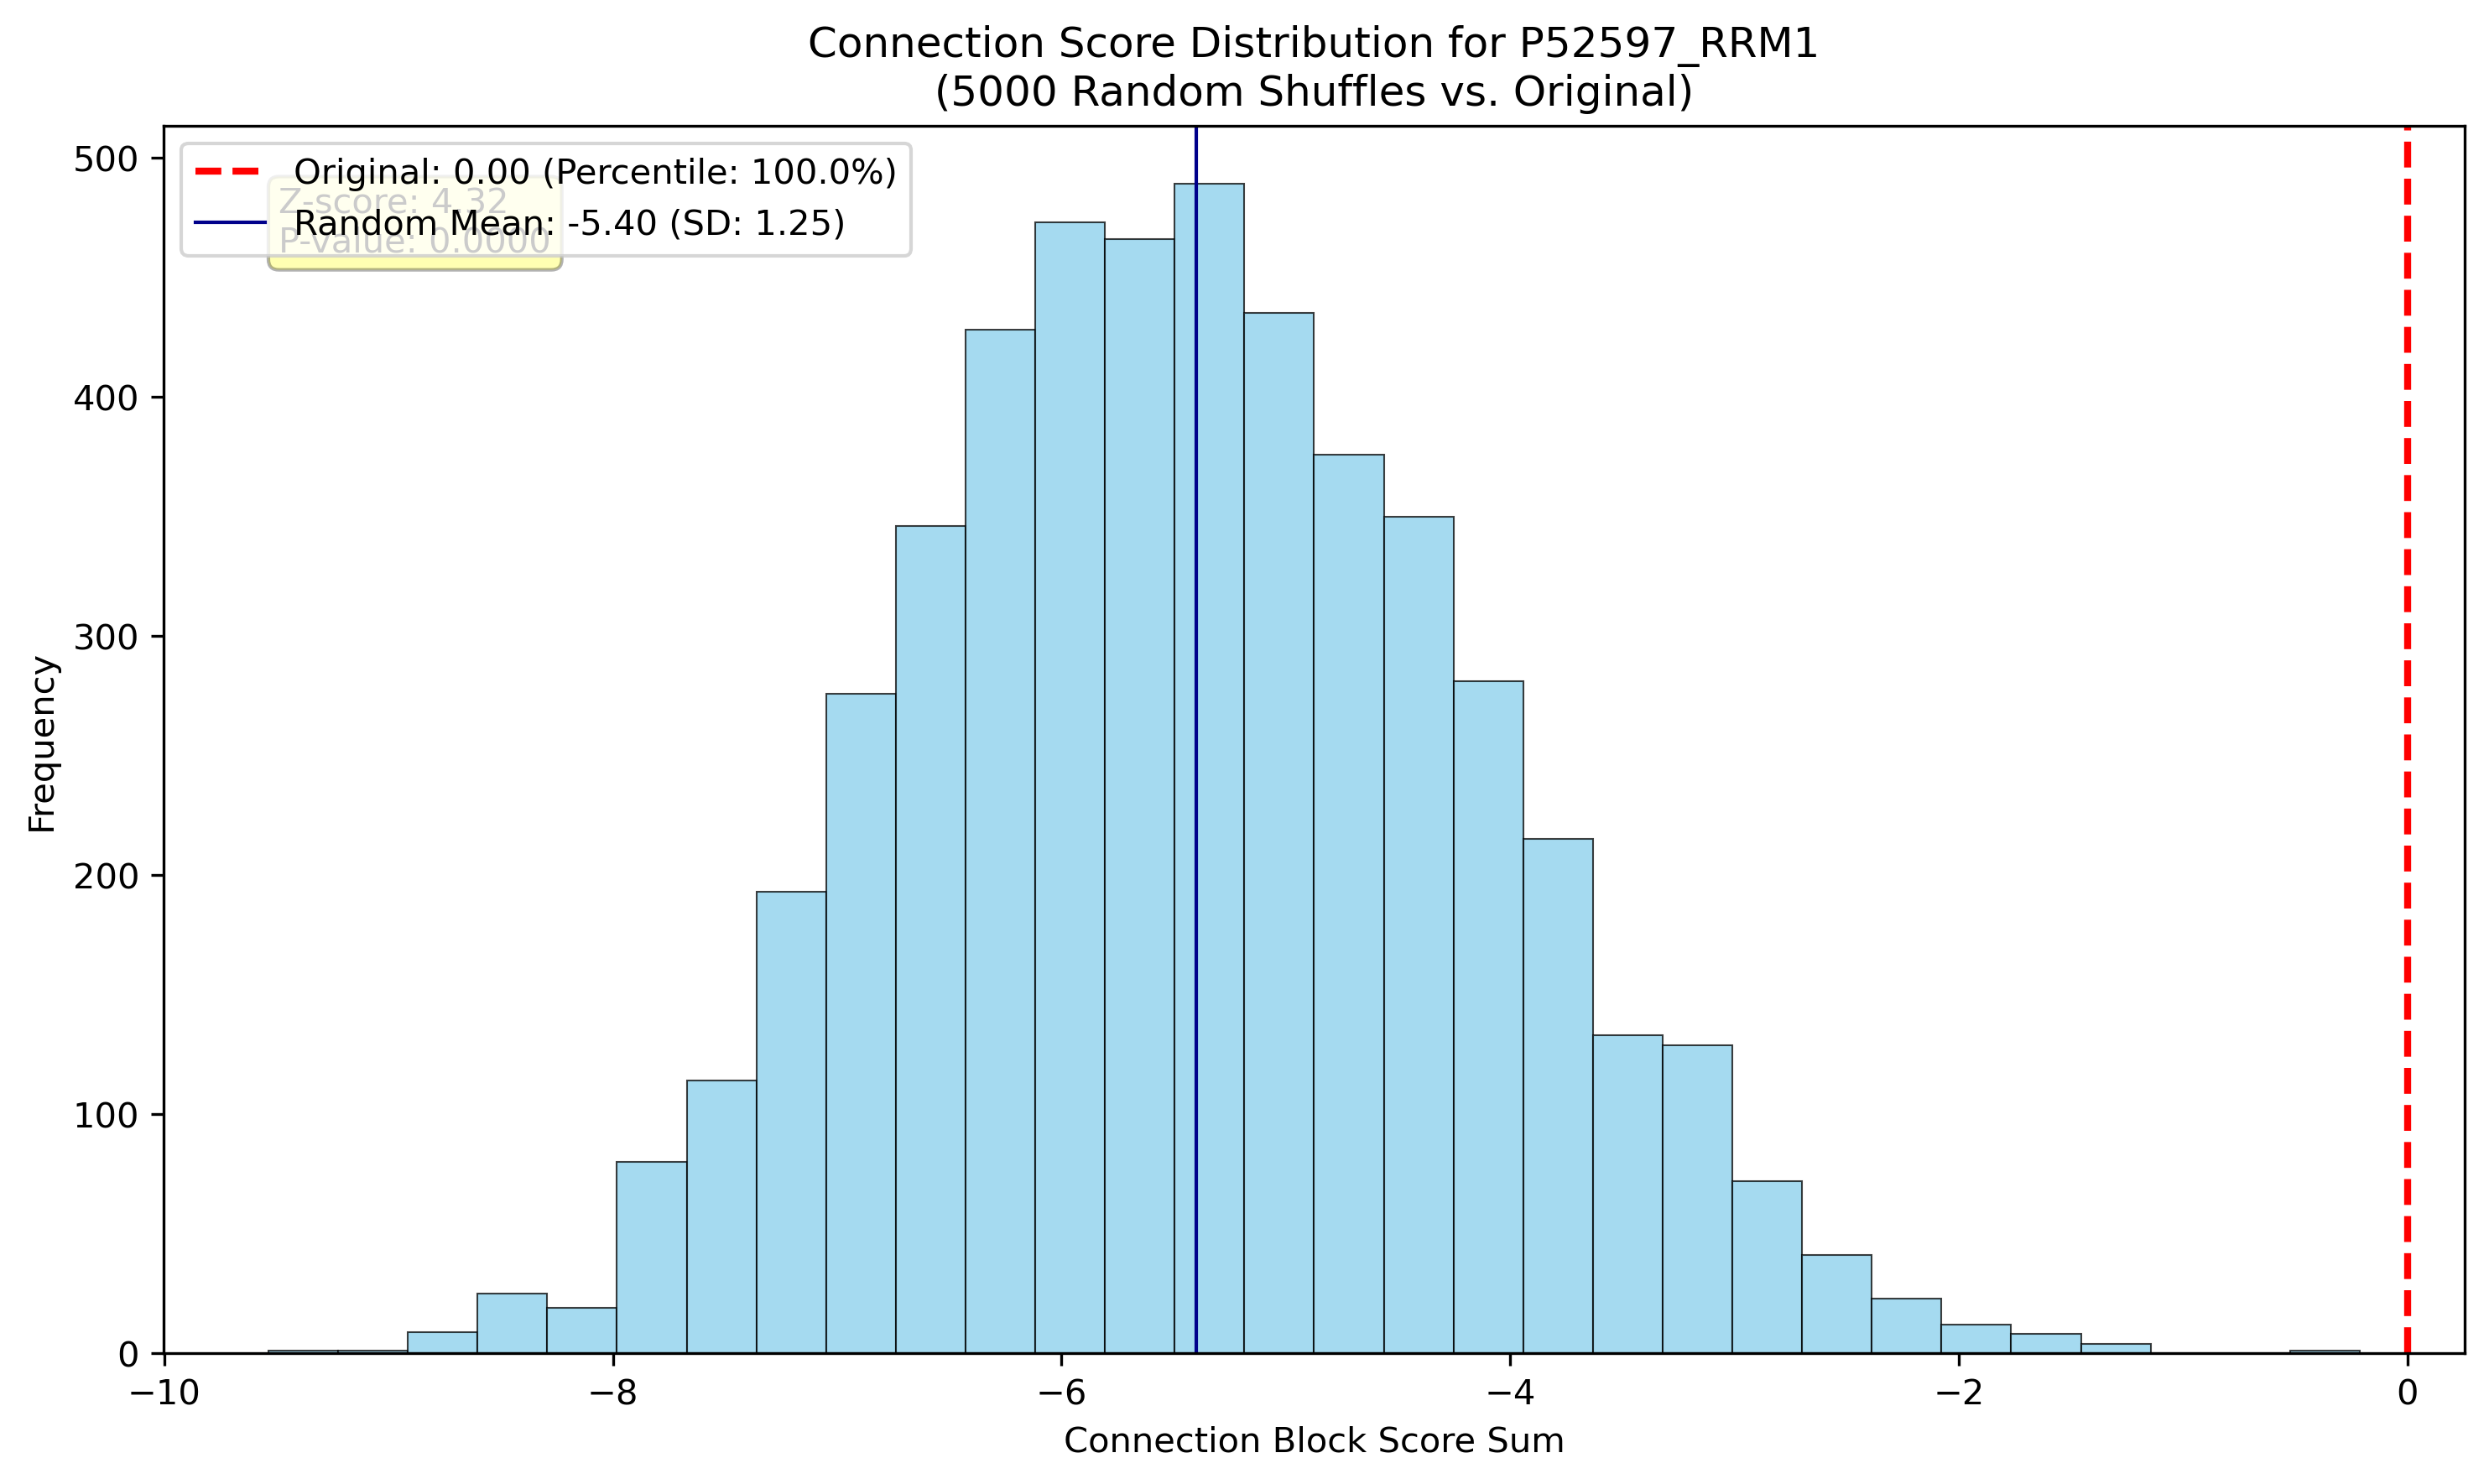 Connection Score Distribution for P52597_RRM1
(5000 Random Shuffles vs. Original)
Original: 0.00 (Percentile: 100.0%)
Z-score: 4.32
Random Mean: -5.40 (SD: 1.25)
P-value: 0.0000
500
400
300
200
100
0
Frequency
−10
−8
−6
−4
−2
0
Connection Block Score Sum